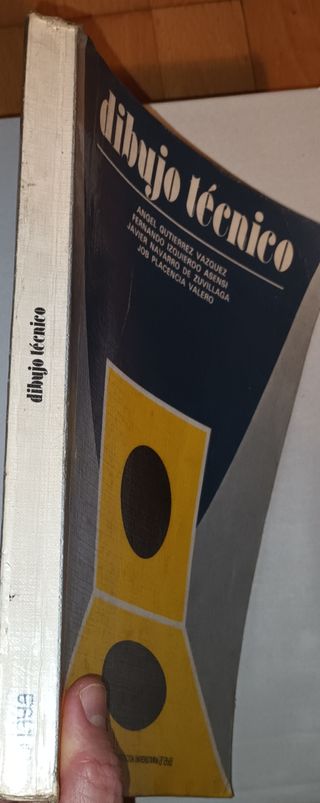 dibujo técnico
ANGEL GUTIERREZ VAZQUEZ
FERNANDO IZQUIERDO ASENSI
JAVIER NAVARRO DE ZUVILLAGA
JOB PLACENCIA VALERO
dibujo técnico